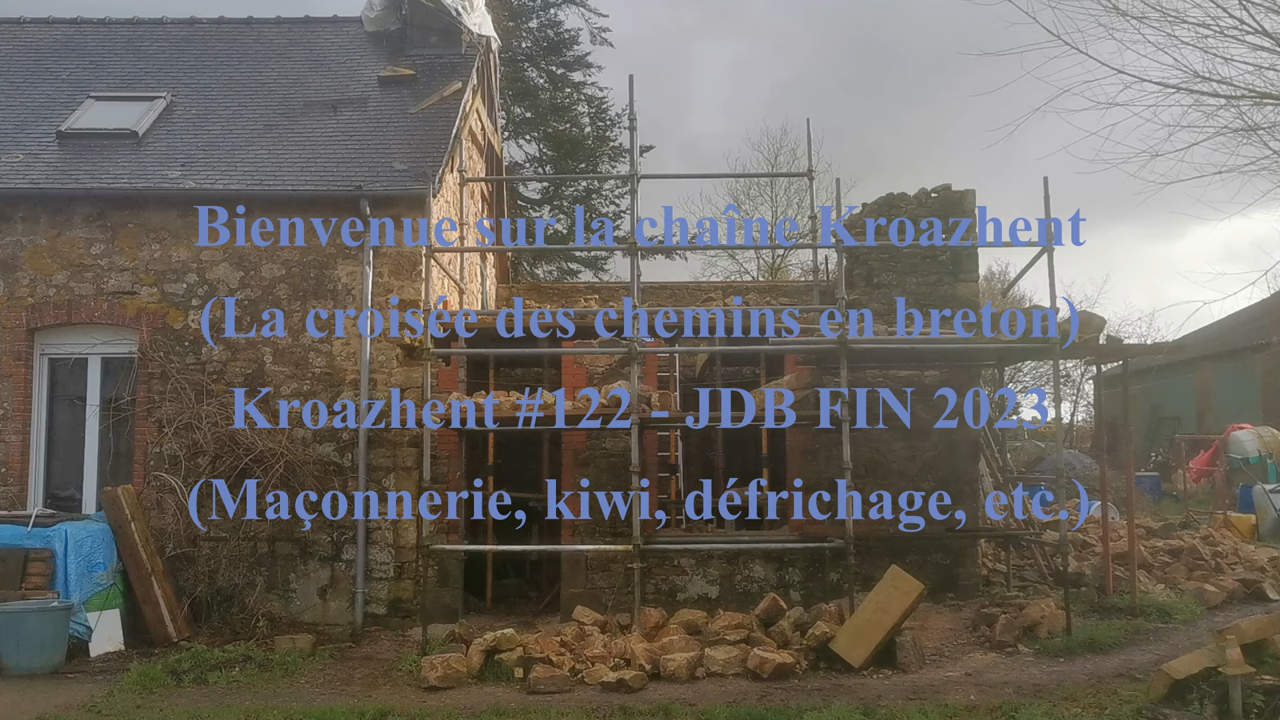 Bienvenue sur la chaîne Kroazhent
(La croisée des chemins en breton)
Kroazhent #122 - JDB FIN 2023
(Maçonnerie, kiwi, défrichage, etc.)